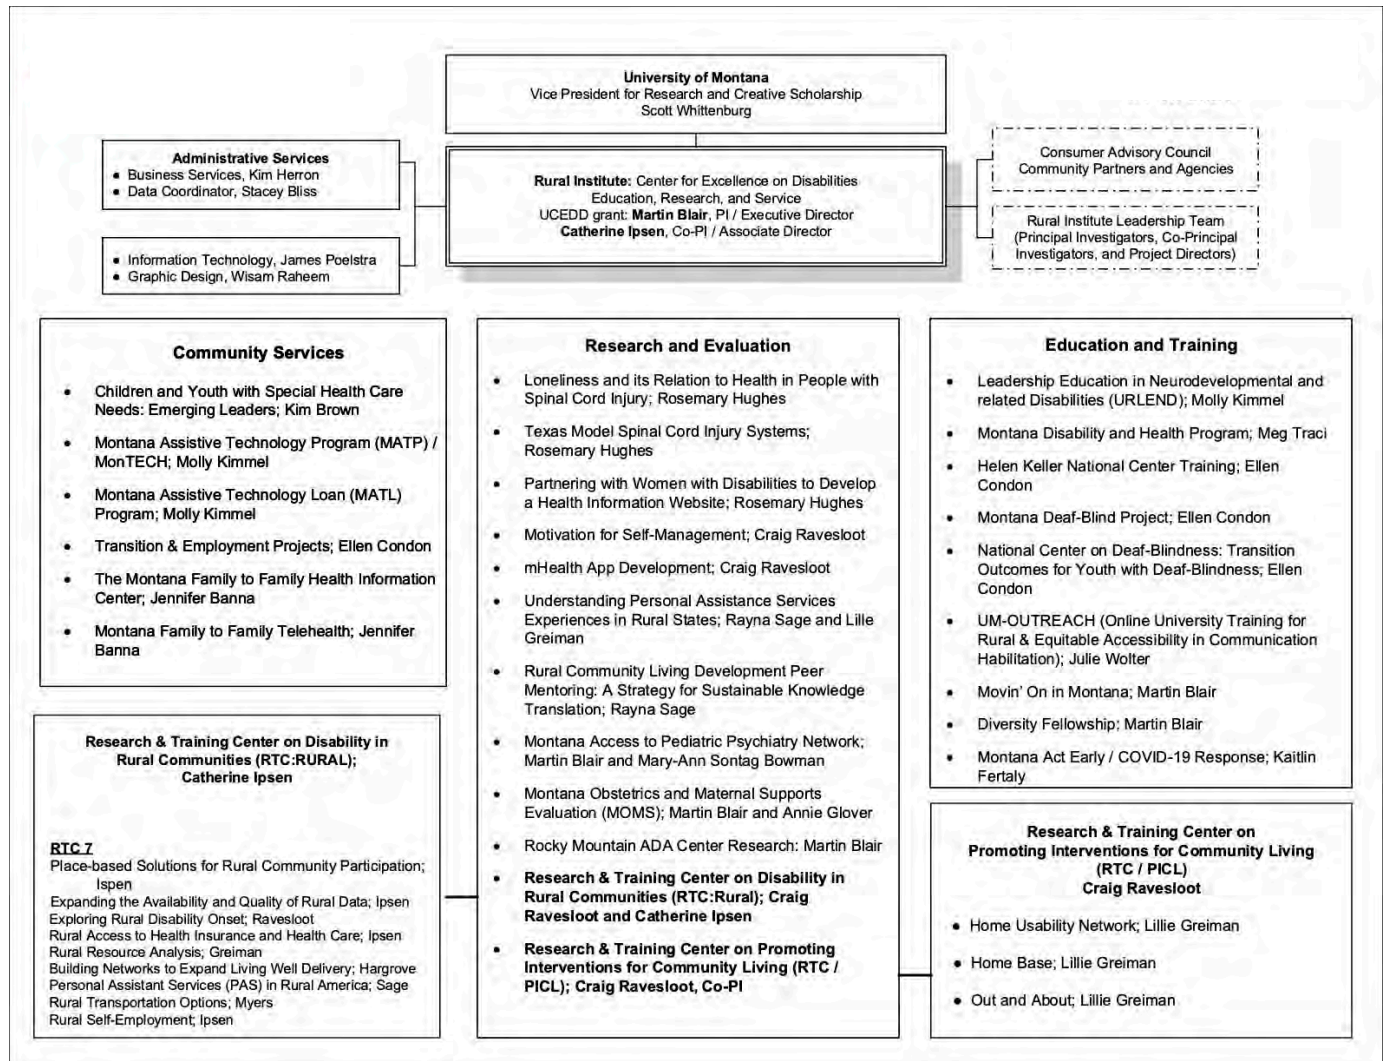 University of Montana
Vice President for Research and Creative Scholarship
Scott Whittenburg
Administrative Services
● Business Services, Kim Herron
● Data Coordinator, Stacey Bliss
● Information Technology, James Poelstra
● Graphic Design, Wisam Raheem
Rural Institute: Center for Excellence on Disabilities
Education, Research, and Service
UCEDD grant: Martin Blair, PI / Executive Director
Catherine Ipsen, Co-PI / Associate Director
Consumer Advisory Council
Community Partners and Agencies
Rural Institute Leadership Team
(Principal Investigators, Co-Principal
Investigators, and Project Directors)
Community Services
● Children and Youth with Special Health Care
Needs: Emerging Leaders; Kim Brown
● Montana Assistive Technology Program (MATP) /
MonTECH; Molly Kimmel
● Montana Assistive Technology Loan (MATL)
Program; Molly Kimmel
● Transition & Employment Projects; Ellen Condon
● The Montana Family to Family Health Information
Center; Jennifer Banna
● Montana Family to Family Telehealth; Jennifer
Banna
Research & Training Center on Disability in
Rural Communities (RTC:RURAL);
Catherine Ipsen
RTC 7
Place-based Solutions for Rural Community Participation;
Ispen
Expanding the Availability and Quality of Rural Data; Ipsen
Exploring Rural Disability Onset; Ravesloot
Rural Access to Health Insurance and Health Care; Ipsen
Rural Resource Analysis; Greiman
Building Networks to Expand Living Well Delivery; Hargrove
Personal Assistant Services (PAS) in Rural America; Sage
Rural Transportation Options; Myers
Rural Self-Employment; Ipsen
Research and Evaluation
● Loneliness and its Relation to Health in People with
Spinal Cord Injury; Rosemary Hughes
● Texas Model Spinal Cord Injury Systems;
Rosemary Hughes
● Partnering with Women with Disabilities to Develop
a Health Information Website; Rosemary Hughes
● Motivation for Self-Management; Craig Ravesloot
● mHealth App Development; Craig Ravesloot
● Understanding Personal Assistance Services
Experiences in Rural States; Rayna Sage and Lille
Greiman
● Rural Community Living Development Peer
Mentoring: A Strategy for Sustainable Knowledge
Translation; Rayna Sage
● Montana Access to Pediatric Psychiatry Network;
Martin Blair and Mary-Ann Sontag Bowman
● Montana Obstetrics and Maternal Supports
Evaluation (MOMS); Martin Blair and Annie Glover
● Rocky Mountain ADA Center Research: Martin Blair
● Research & Training Center on Disability in
Rural Communities (RTC:Rural); Craig
Ravesloot and Catherine Ipsen
● Research & Training Center on Promoting
Interventions for Community Living (RTC /
PICL); Craig Ravesloot, Co-PI
Education and Training
● Leadership Education in Neurodevelopmental and
related Disabilities (URLEND); Molly Kimmel
● Montana Disability and Health Program; Meg Traci
● Helen Keller National Center Training; Ellen
Condon
● Montana Deaf-Blind Project; Ellen Condon
● National Center on Deaf-Blindness: Transition
Outcomes for Youth with Deaf-Blindness; Ellen
Condon
● UM-OUTREACH (Online University Training for
Rural & Equitable Accessibility in Communication
Habilitation); Julie Wolter
● Movin' On in Montana; Martin Blair
● Diversity Fellowship; Martin Blair
● Montana Act Early / COVID-19 Response; Kaitlin
Fertaly
Research & Training Center on
Promoting Interventions for Community Living
(RTC / PICL)
Craig Ravesloot
● Home Usability Network; Lillie Greiman
● Home Base; Lillie Greiman
● Out and About; Lillie Greiman